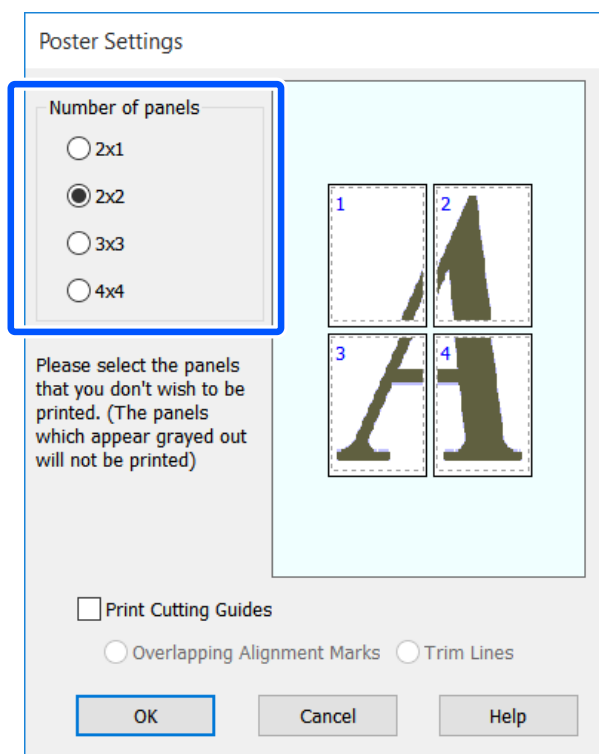 Poster Settings
Number of panels
2x1
2x2
3x3
4x4
1
2
3
4
Please select the panels
that you don't wish to be
printed. (The panels
which appear grayed out
will not be printed)
Print Cutting Guides
Overlapping Alignment Marks
Trim Lines
OK
Cancel
Help